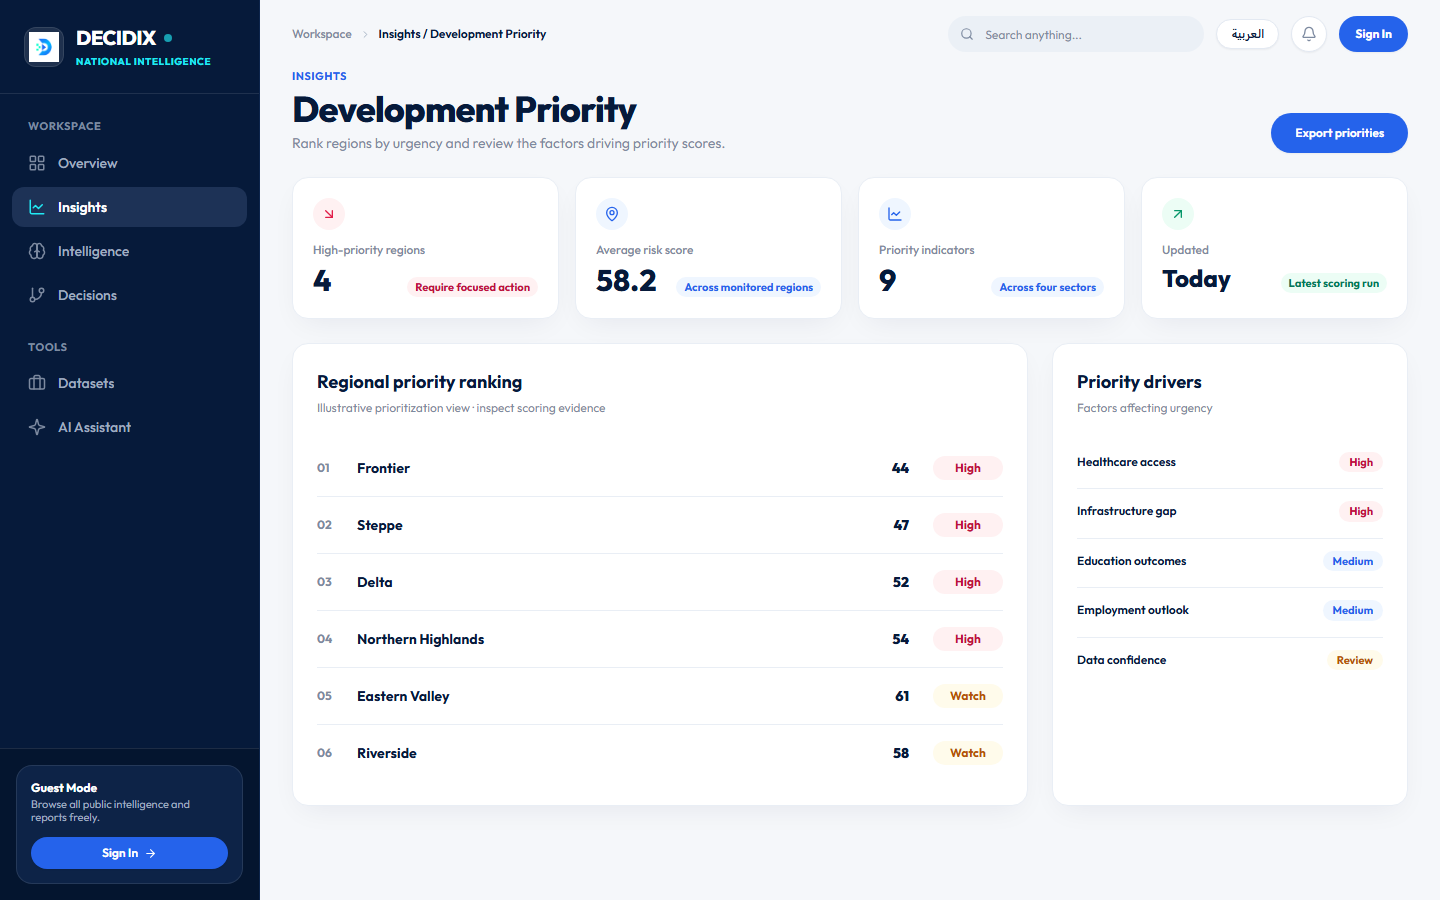 DECIDIX
NATIONAL INTELLIGENCE
WORKSPACE
Overview
Insights
Intelligence
Decisions
TOOLS
Datasets
AI Assistant
Guest Mode
Browse all public intelligence and
reports freely.
Sign In
Workspace
Insights / Development Priority
Search anything...
العربية
Sign In
INSIGHTS
Development Priority
Rank regions by urgency and review the factors driving priority scores.
Export priorities
High-priority regions
4
Require focused action
Average risk score
58.2
Across monitored regions
Priority indicators
9
Across four sectors
Updated
Today
Latest scoring run
Regional priority ranking
Illustrative prioritization view · inspect scoring evidence
01 Frontier 44 High
02 Steppe 47 High
03 Delta 52 High
04 Northern Highlands 54 High
05 Eastern Valley 61 Watch
06 Riverside 58 Watch
Priority drivers
Factors affecting urgency
Healthcare access High
Infrastructure gap High
Education outcomes Medium
Employment outlook Medium
Data confidence Review